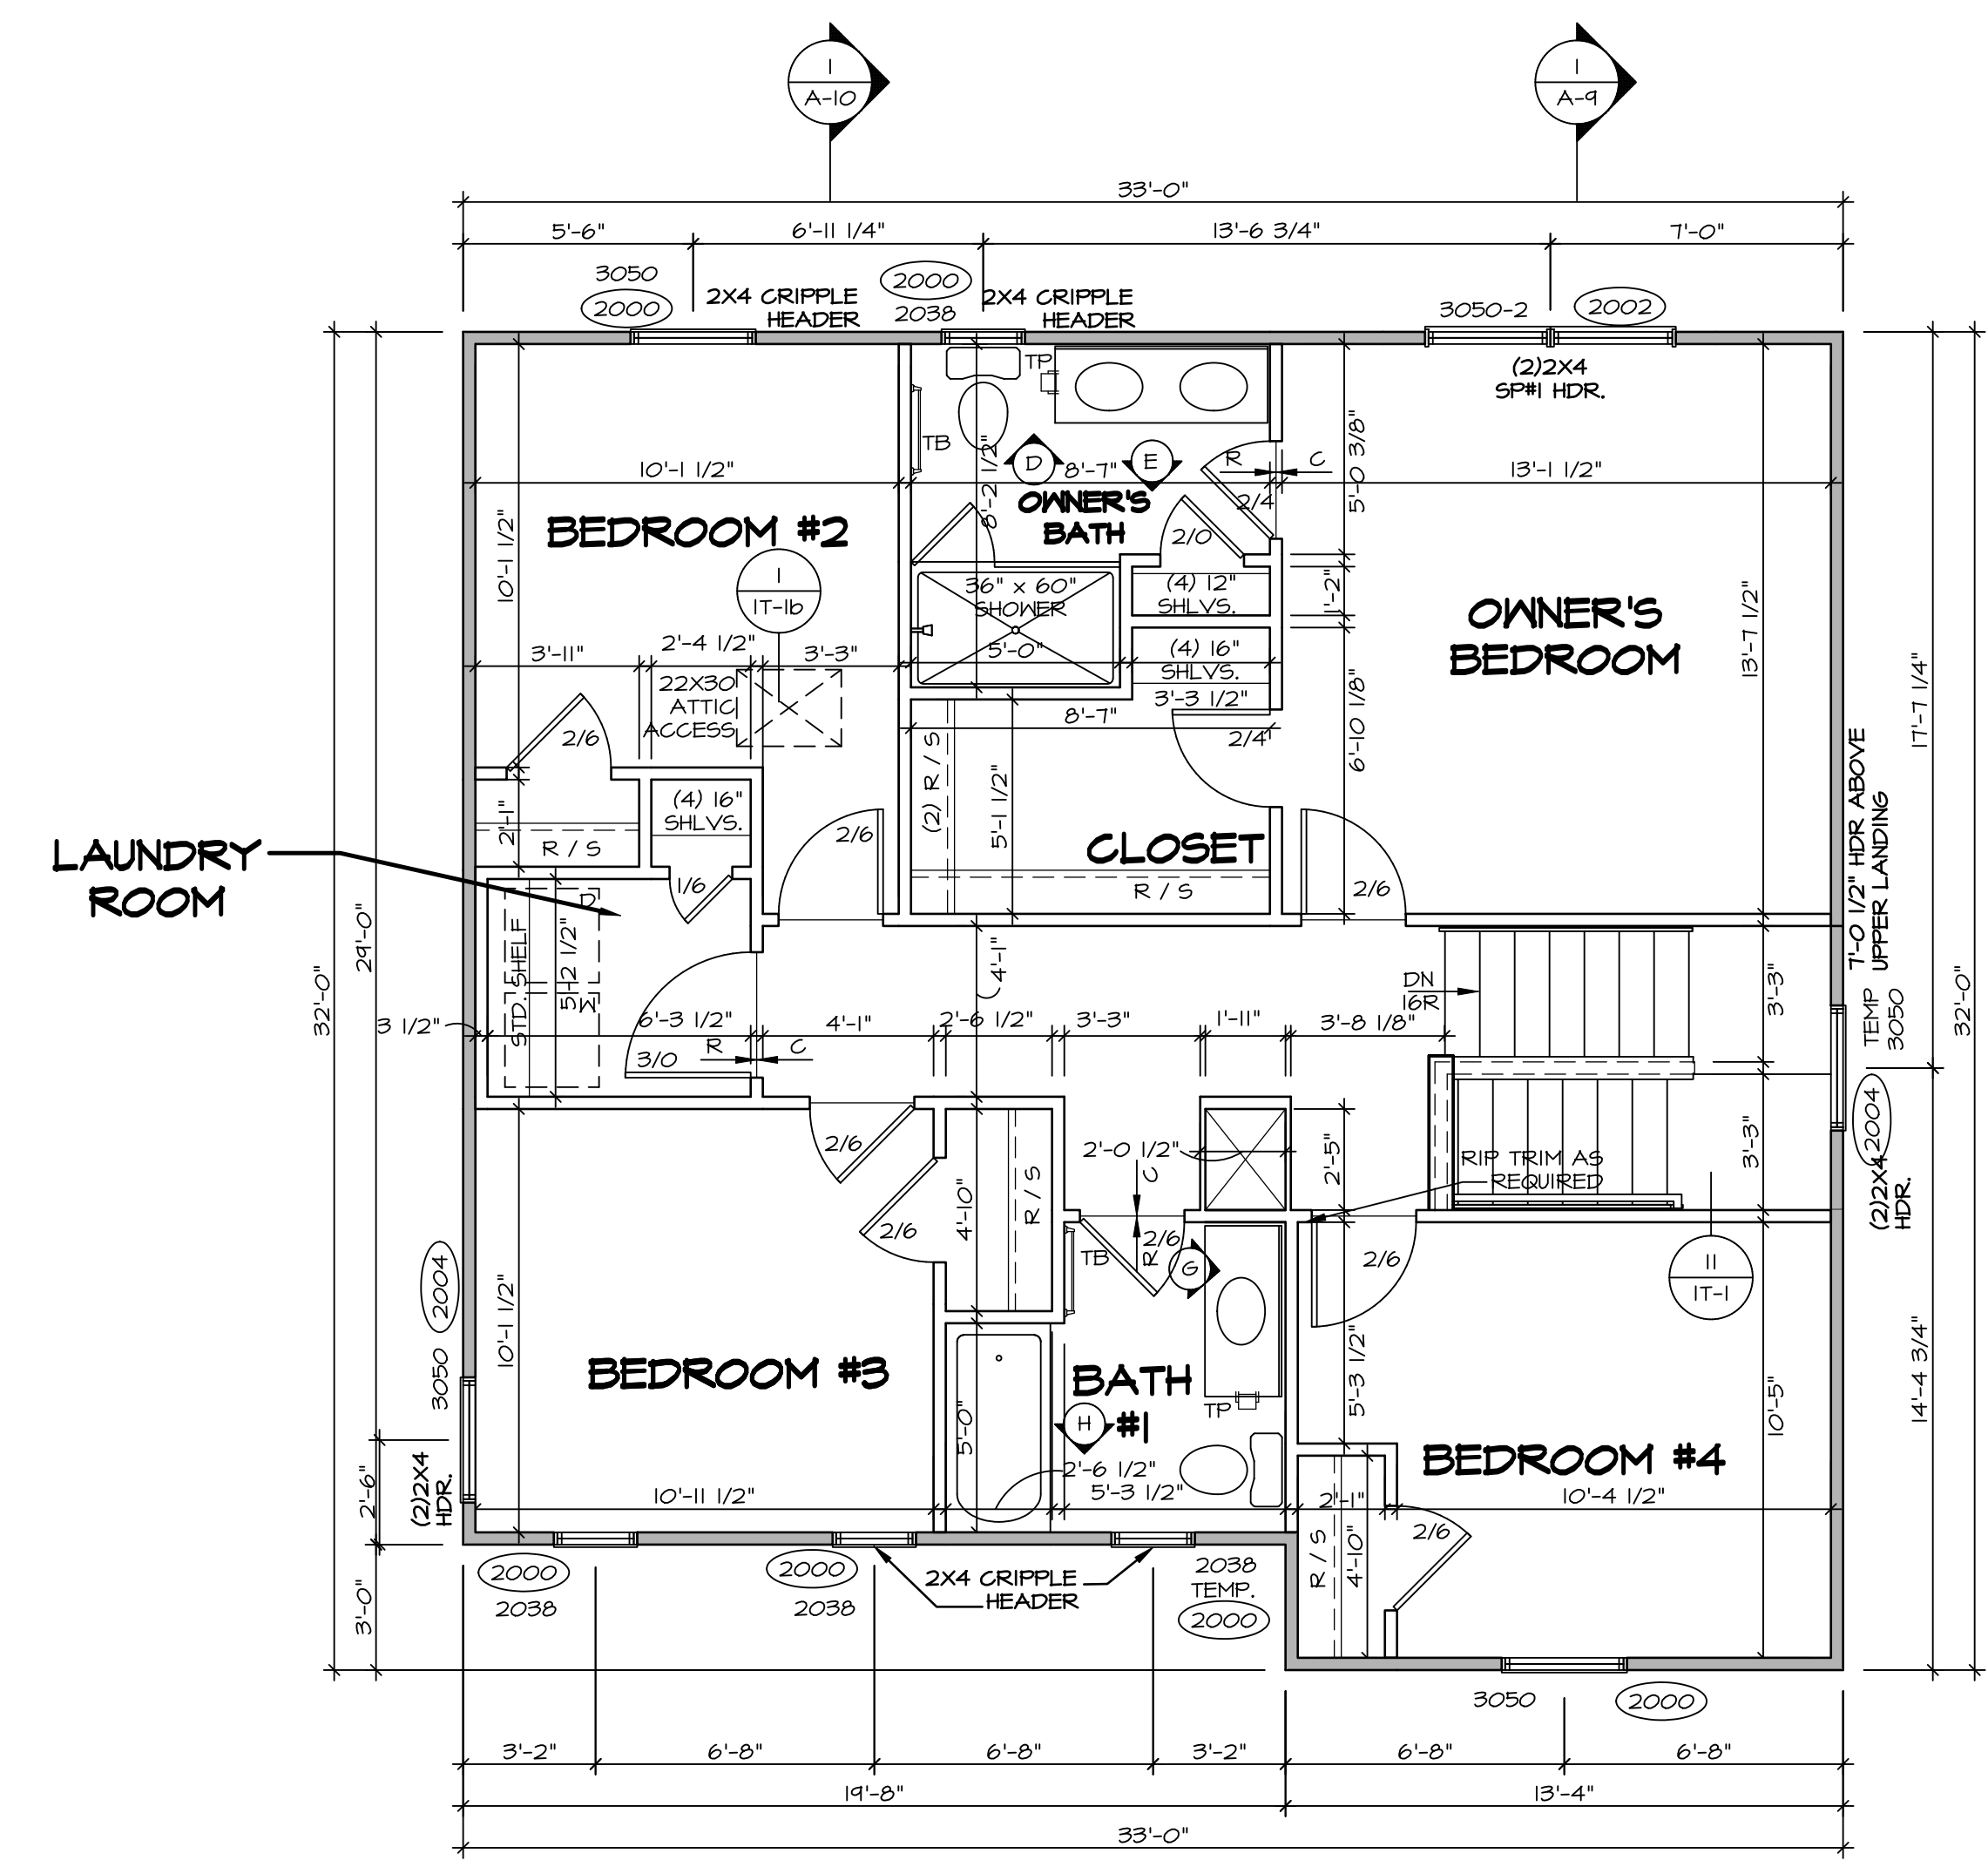 1
A-10
1
A-9
33'-0"
5'-6"
6'-11 1/4"
13'-6 3/4"
7'-0"
3050
2000
2X4 CRIPPLE
HEADER
2000
2038
2X4 CRIPPLE
HEADER
3050-2
2002
(2)2X4
SP#1 HDR.
TP
TB
D
E
R
C
10'-1 1/2"
8'-2 1/2"
8'-7"
5'-0 3/8"
13'-1 1/2"
2/4
OWNER'S
BATH
2/0
10'-1 1/2"
BEDROOM #2
1
IT-1b
36" x 60"
SHOWER
(4) 12"
SHLVS.
1'-2"
OWNER'S
BEDROOM
13'-7 1/2"
3'-11"
2'-4 1/2"
3'-3"
5'-0"
(4) 16"
SHLVS.
3'-3 1/2"
22X30
ATTIC
ACCESS
8'-7"
2/4
6'-10 1/8"
2/6
(2) R / S
5'-1 1/2"
17'-7 1/4"
7'-0 1/2" HDR ABOVE
UPPER LANDING
2'-1"
R / S
(4) 16"
SHLVS.
2/6
CLOSET
R / S
2/6
LAUNDRY
ROOM
1/6
D
W
STD. SHELF
5'-2 1/2"
29'-0"
32'-0"
4'-1"
DN
16R
3'-3"
TEMP
3050
32'-0"
3 1/2"
6'-3 1/2"
4'-1"
2'-6 1/2"
3'-3"
1'-11"
3'-8 1/8"
3/0
R
C
2/6
2'-0 1/2"
2'-5"
3'-3"
2004
(2)2X4
HDR.
RIP TRIM AS
REQUIRED
C
R
2/6
4'-10"
R / S
2/6
TB
G
2/6
11
IT-1
2004
3050
10'-1 1/2"
BEDROOM #3
BATH
#1
H
TP
5'-3 1/2"
10'-5"
14'-4 3/4"
BEDROOM #4
5'-0"
2'-6 1/2"
5'-3 1/2"
2'-6"
(2)2X4
HDR.
10'-11 1/2"
2'-1"
10'-4 1/2"
R / S
4'-10"
2/6
2000
2038
2000
2038
2X4 CRIPPLE
HEADER
2038
TEMP.
2000
3'-0"
3050
2000
3'-2"
6'-8"
6'-8"
3'-2"
6'-8"
6'-8"
19'-8"
13'-4"
33'-0"